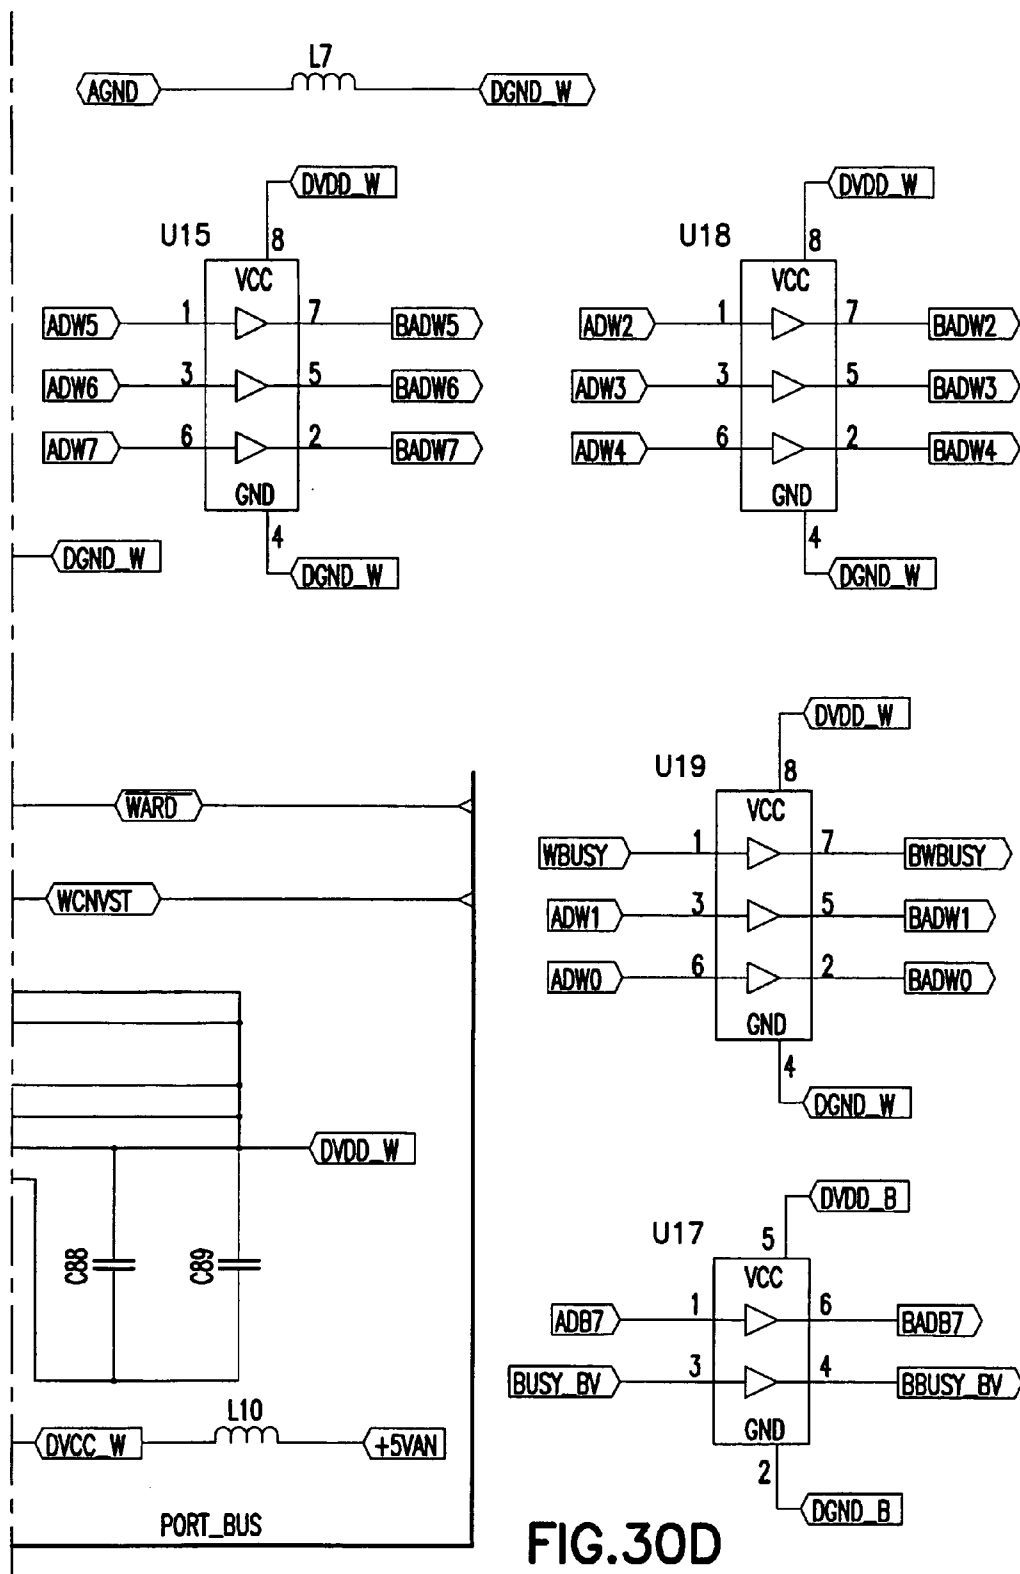 L7
AGND DGND_W
DVDD_W
U15 8
VCC
ADW5 1 7 BADW5
ADW6 3 5 BADW6
ADW7 6 2 BADW7
GND
4
DGND_W
DGND_W
DVDD_W
U18 8
VCC
ADW2 1 7 BADW2
ADW3 3 5 BADW3
ADW4 6 2 BADW4
GND
4
DGND_W
WARD
WCNVST
DVDD_W
C88 C89
L10
DVCC_W +5VAN
PORT_BUS
DVDD_W
U19 8
VCC
WBUSY 1 7 BWBUSY
ADW1 3 5 BADW1
ADW0 6 2 BADW0
GND
4
DGND_W
DVDD_B
U17 5
VCC
ADB7 1 6 BADB7
BUSY_BV 3 4 BBUSY_BV
GND
2
DGND_B
FIG.30D